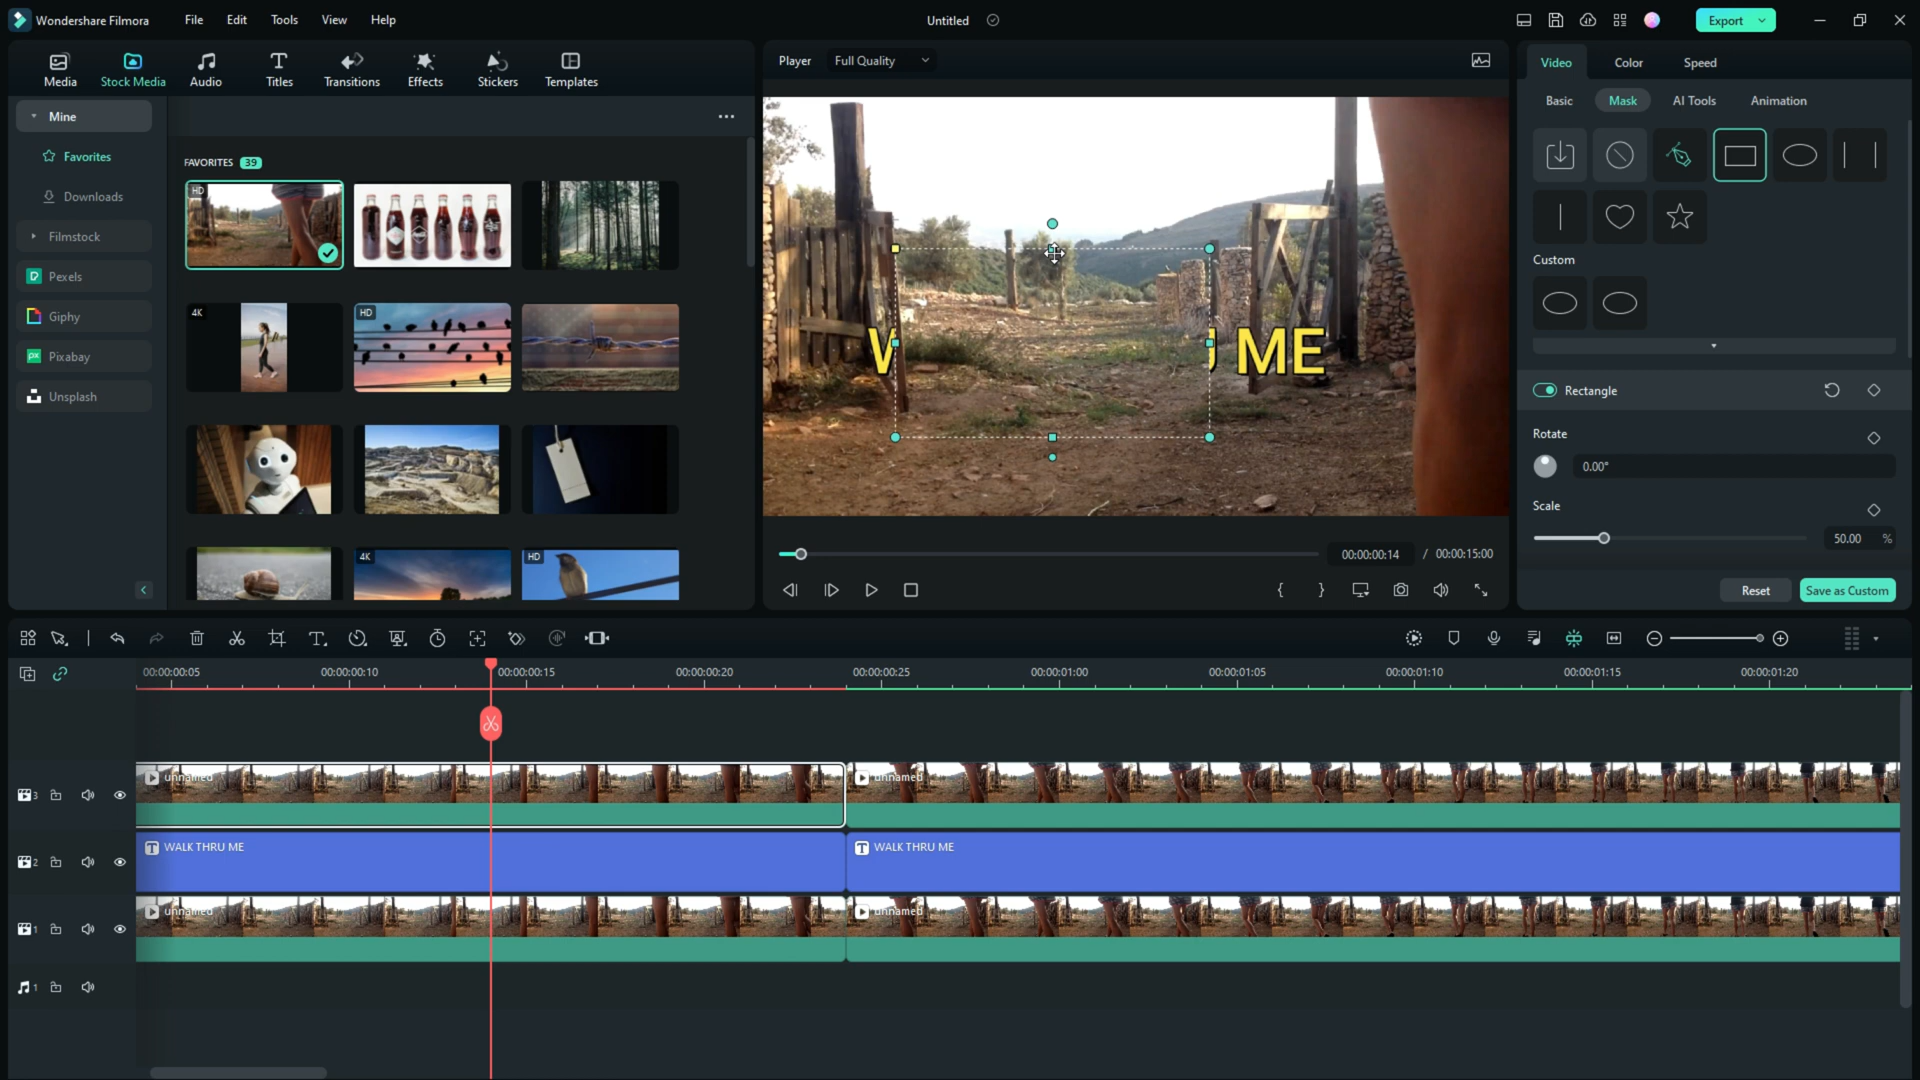 Wondershare Filmora
File
Edit
Tools
View
Help
Untitled
Export
Media
Stock Media
Audio
Titles
Transitions
Effects
Stickers
Templates
Mine
Favorites
Downloads
Filmstock
Pexels
Giphy
Pixabay
Unsplash
FAVORITES 39
HD
4K
HD
4K
HD
Player
Full Quality
W U ME
00:00:00:14 / 00:00:15:00
Video
Color
Speed
Basic
Mask
AI Tools
Animation
Custom
Rectangle
Rotate
0.00°
Scale
50.00 %
Reset
Save as Custom
00:00:00:05
00:00:00:10
00:00:00:15
00:00:00:20
00:00:00:25
00:00:01:00
00:00:01:05
00:00:01:10
00:00:01:15
00:00:01:20
3
unnamed
unnamed
2
WALK THRU ME
WALK THRU ME
1
unnamed
unnamed
1